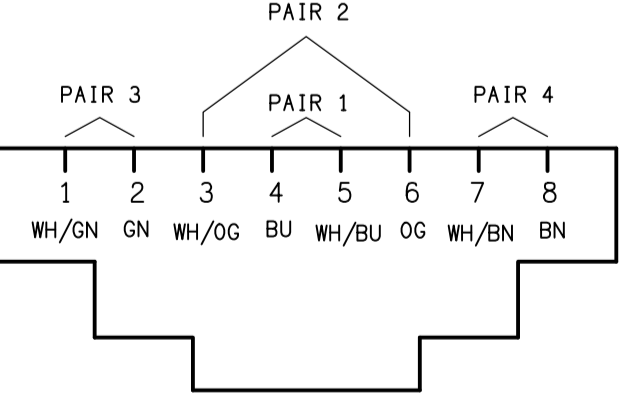 PAIR 2
PAIR 3 PAIR 1 PAIR 4
1 2 3 4 5 6 7 8
WH/GN GN WH/OG BU WH/BU OG WH/BN BN